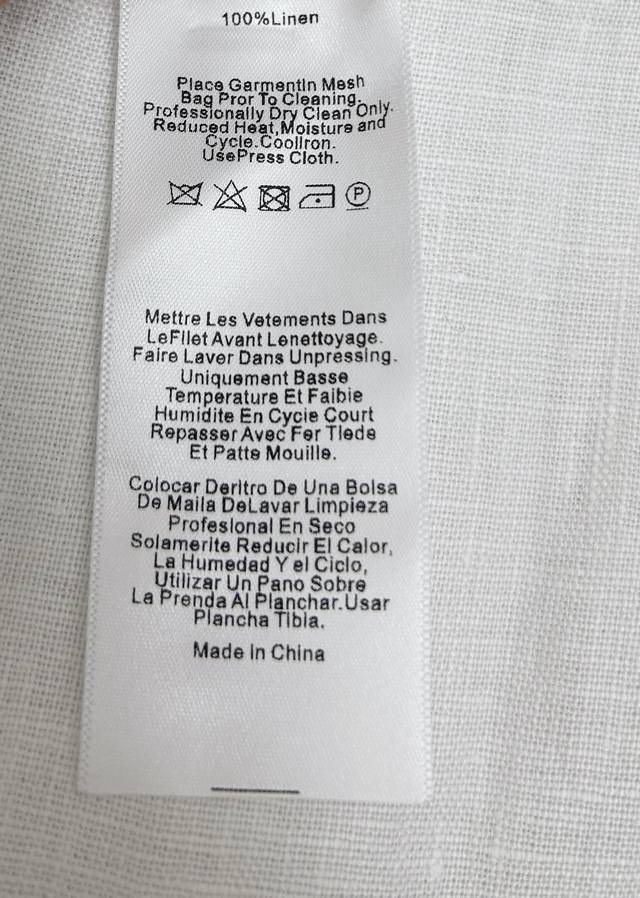 100%Linen
Place GarmentIn Mesh
Bag Pror To Cleaning.
Professionally Dry Clean Only.
Reduced Heat,Moisture and
Cycle.CoolIron.
UsePress Cloth.
P
Mettre Les Vetements Dans
LeFIlet Avant Lenettoyage.
Faire Laver Dans Unpressing.
Uniquement Basse
Temperature Et Faibie
Humidite En Cycie Court
Repasser Avec Fer TIede
Et Patte Mouille.
Colocar Deritro De Una Bolsa
De Maila DeLavar Limpieza
ProfesIonal En Seco
Solamerite Reducir El Calor,
La Humedad Y el Ciclo,
Utilizar Un Pano Sobre
La Prenda Al Planchar.Usar
Plancha TIbia.
Made in China